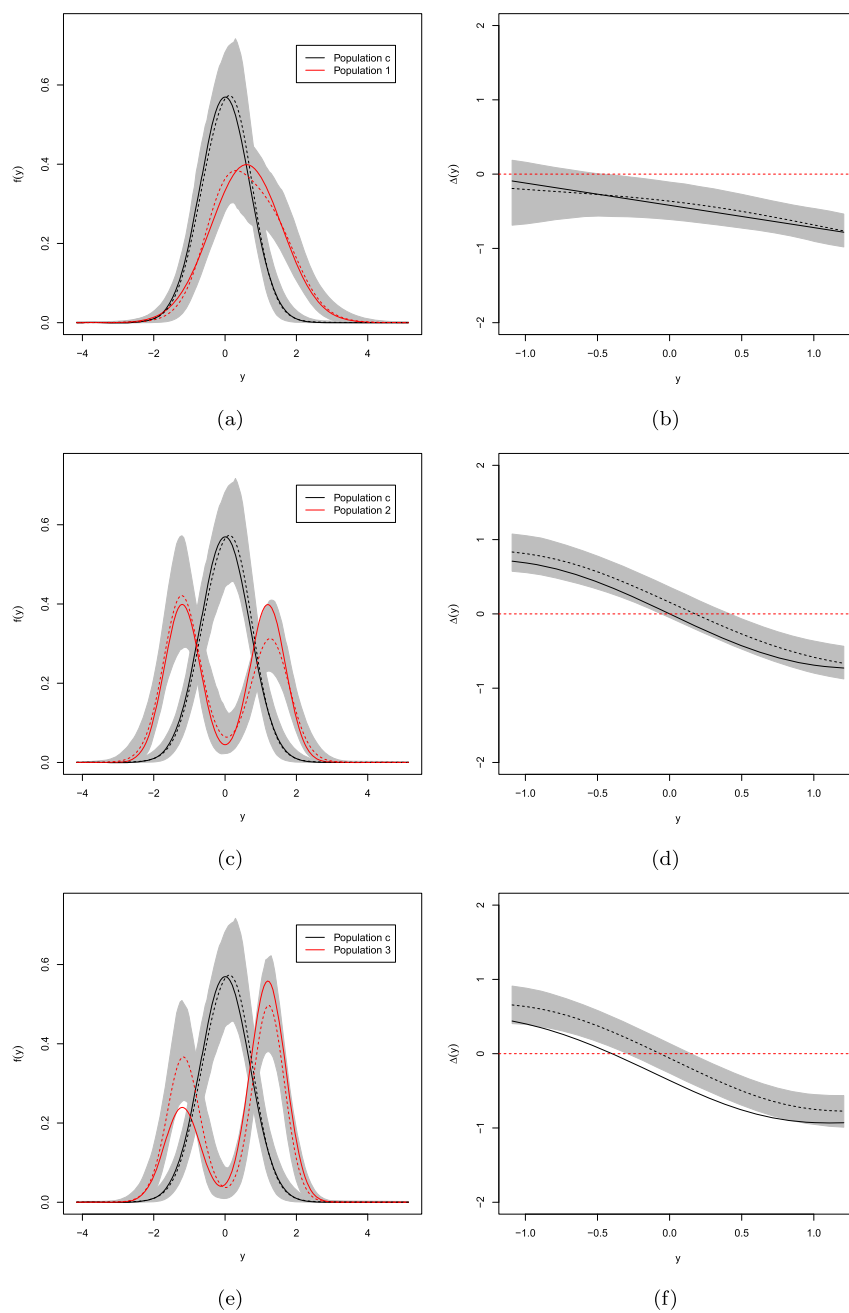 Population c
Population 1
f(y)
0.0 0.2 0.4 0.6
−4 −2 0 2 4
y
(a)
Δ(y)
−2 −1 0 1 2
−1.0 −0.5 0.0 0.5 1.0
y
(b)
Population c
Population 2
f(y)
0.0 0.2 0.4 0.6
−4 −2 0 2 4
y
(c)
Δ(y)
−2 −1 0 1 2
−1.0 −0.5 0.0 0.5 1.0
y
(d)
Population c
Population 3
f(y)
0.0 0.2 0.4 0.6
−4 −2 0 2 4
y
(e)
Δ(y)
−2 −1 0 1 2
−1.0 −0.5 0.0 0.5 1.0
y
(f)